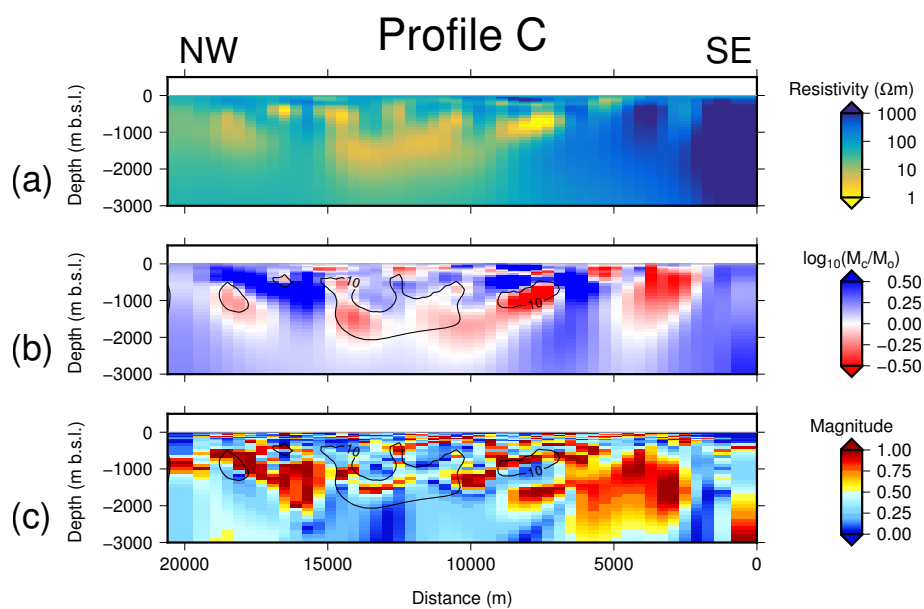 Profile C
NW
SE
(a)
Depth (m b.s.l.)
0
−1000
−2000
−3000
Resistivity (Ωm)
1000
100
10
1
(b)
Depth (m b.s.l.)
0
−1000
−2000
−3000
10
10
log10(Mc/Mo)
0.50
0.25
0.00
−0.25
−0.50
(c)
Depth (m b.s.l.)
0
−1000
−2000
−3000
10
10
Magnitude
1.00
0.75
0.50
0.25
0.00
20000 15000 10000 5000 0
Distance (m)